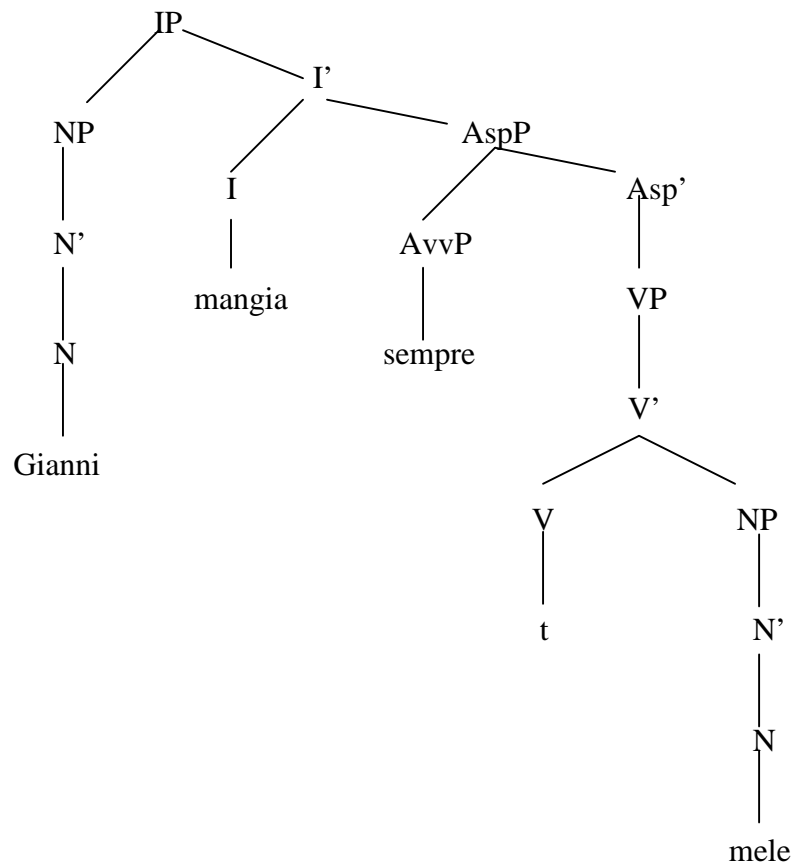 IP
I’
NP AspP
I Asp’
N’ AvvP
mangia VP
N sempre
V’
Gianni
V NP
t N’
N
mele